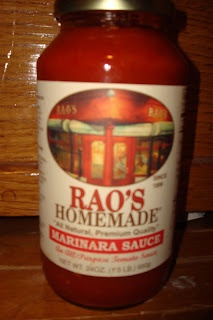 RAO'S RAO'S
SINCE
1896
RAO'S
HOMEMADE
All Natural, Premium Quality
MARINARA SAUCE
An All Purpose Tomato Sauce
NET WT. 24OZ. (1.5 LB.) 680g